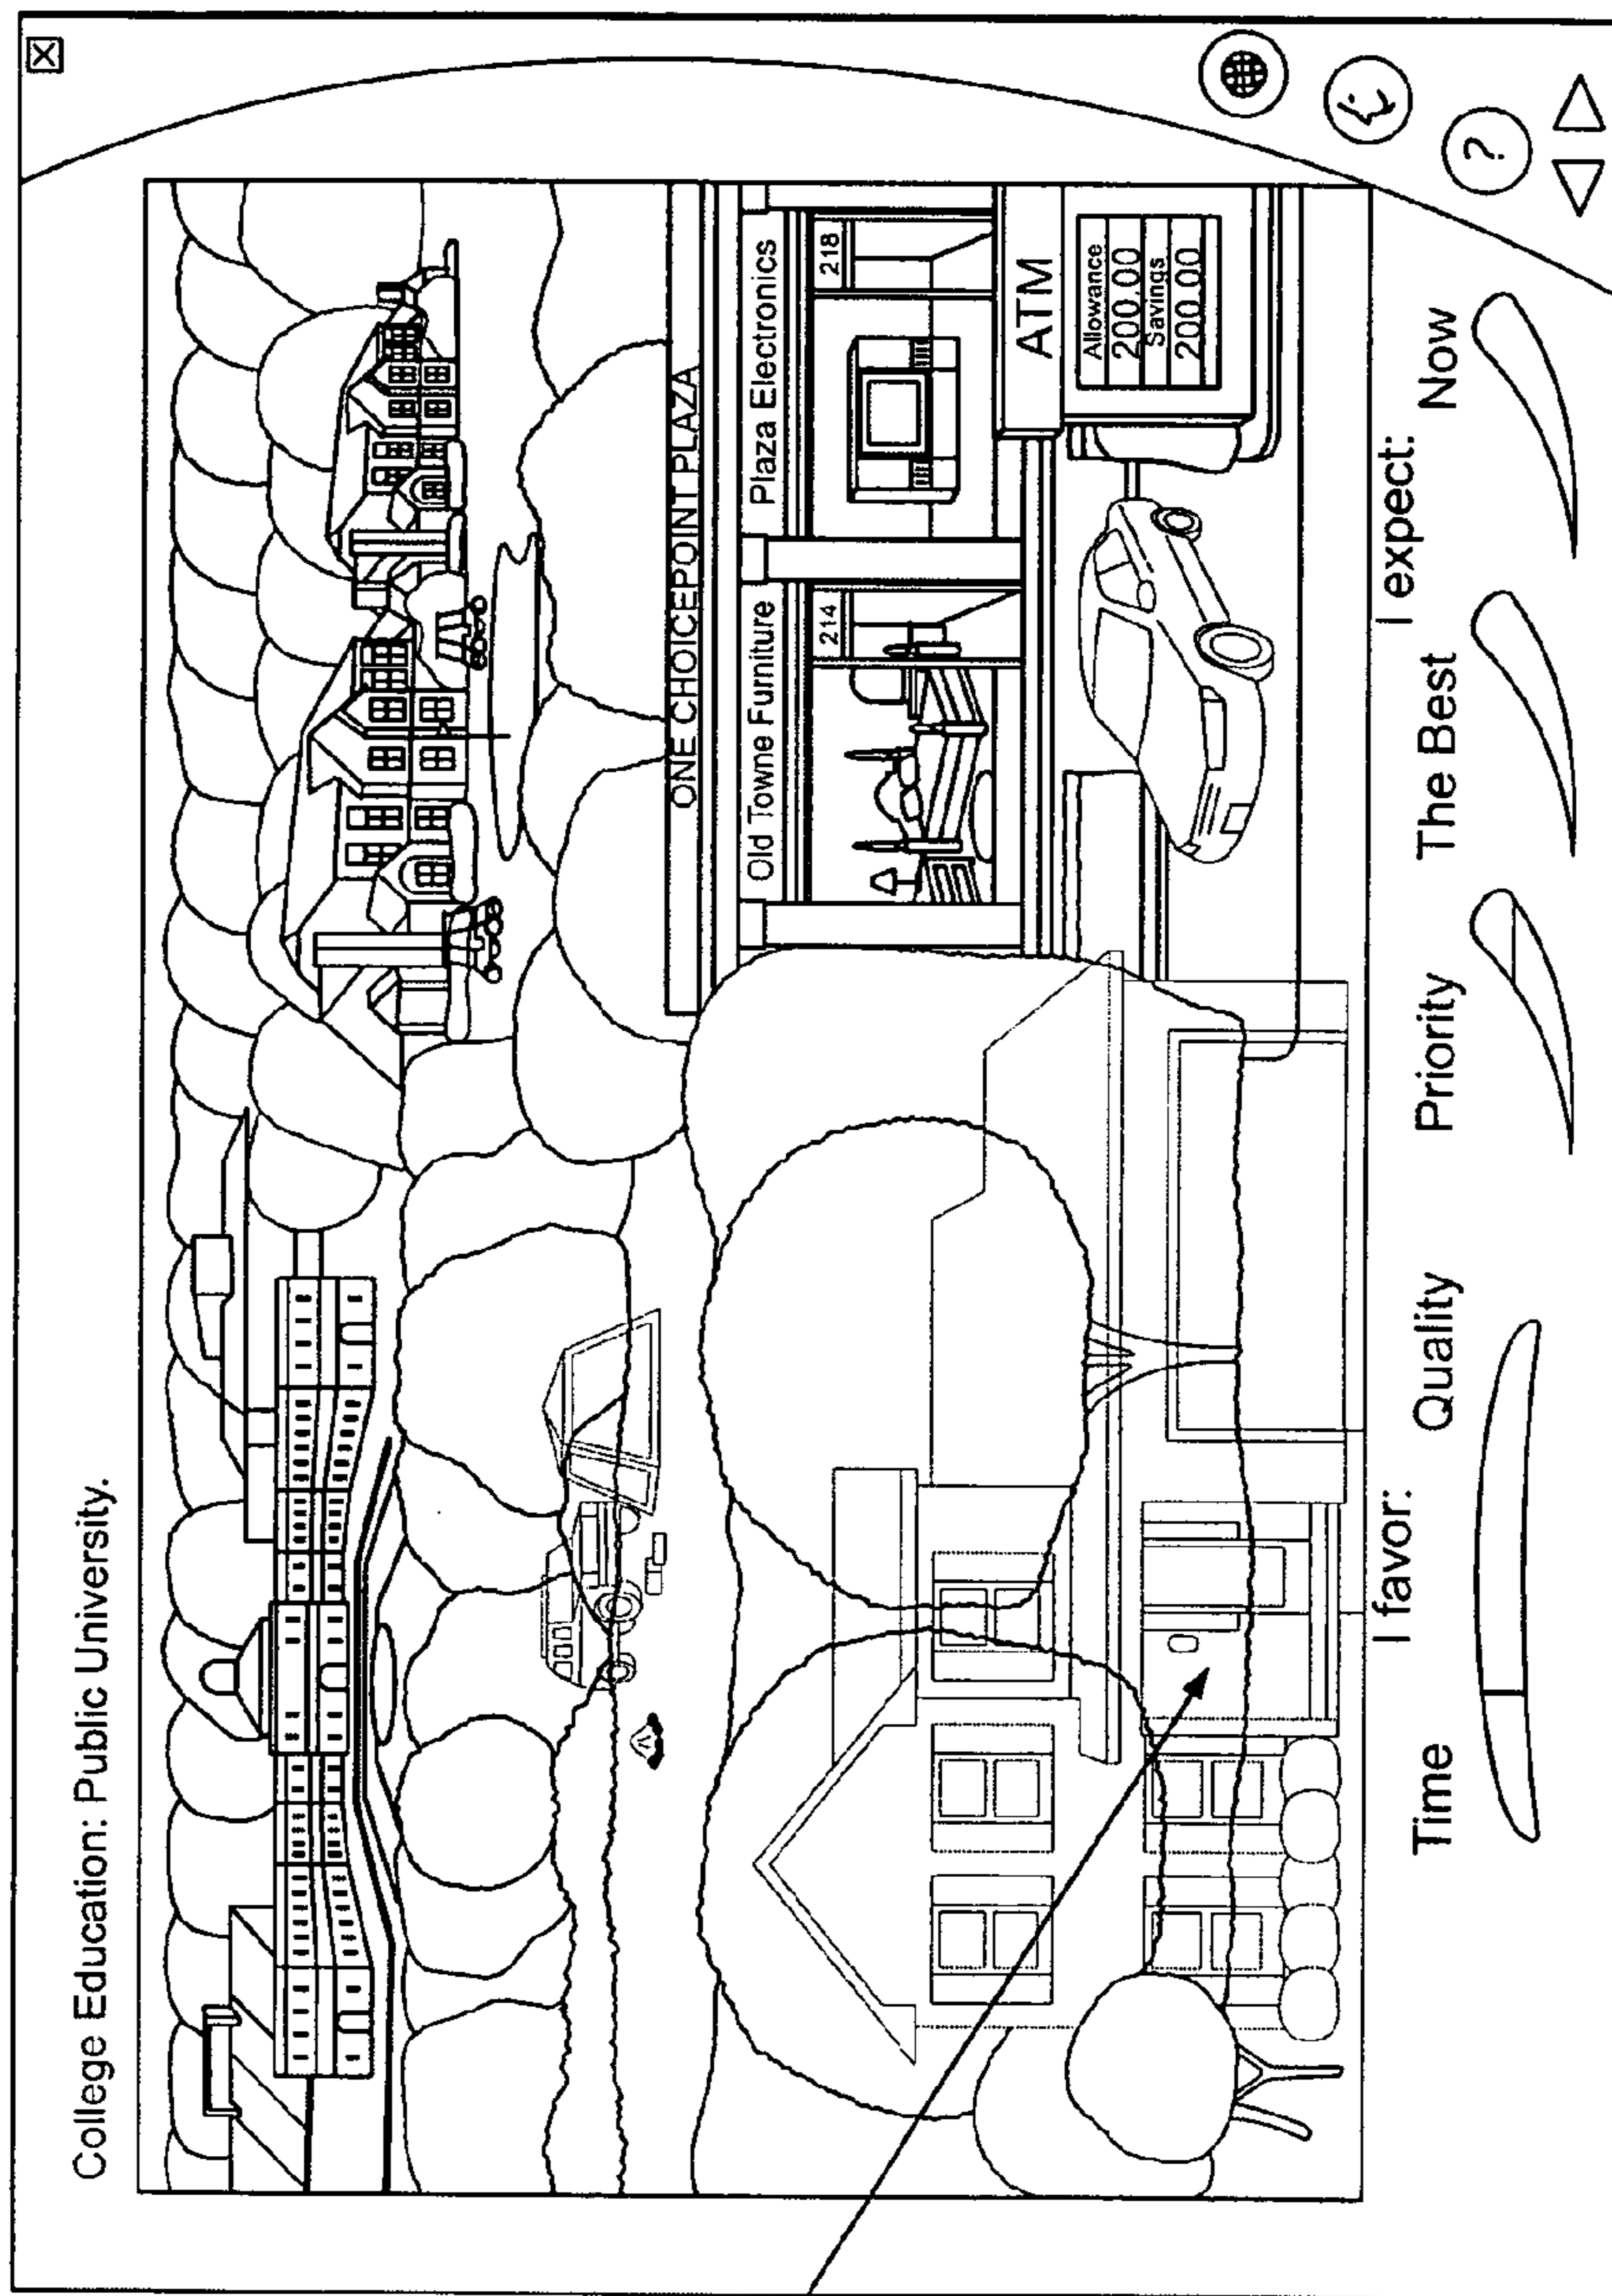 College Education: Public University.
ONE CHOICEPOINT PLAZA
Old Towne Furniture
Plaza Electronics
214
218
ATM
Allowance
200.00
Savings
200.00
I favor:
I expect:
Time
Quality
Priority
The Best
Now
?